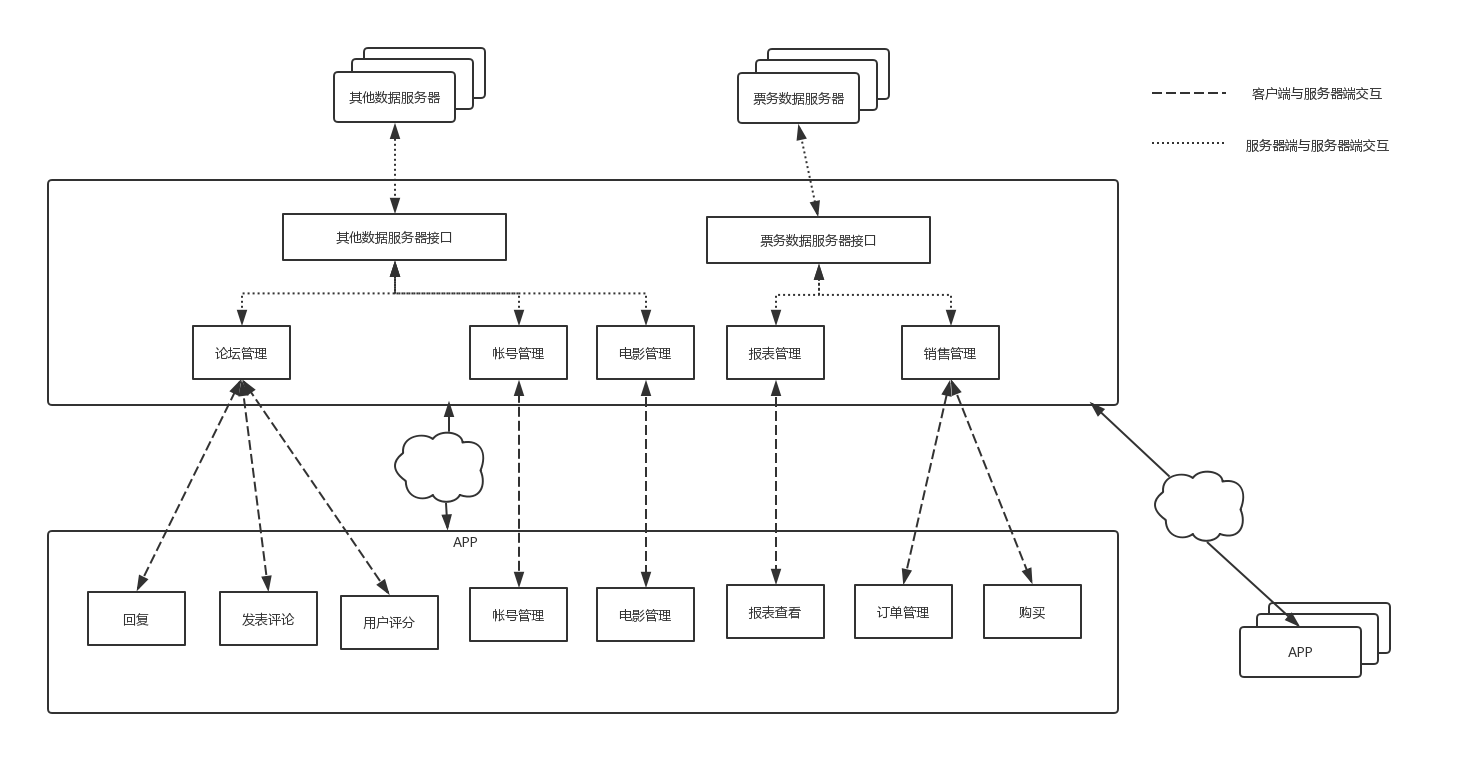 其他数据服务器
票务数据服务器
客户端与服务器端交互
服务器端与服务器端交互
其他数据服务器接口
票务数据服务器接口
论坛管理
帐号管理
电影管理
报表管理
销售管理
APP
回复
发表评论
用户评分
帐号管理
电影管理
报表查看
订单管理
购买
APP